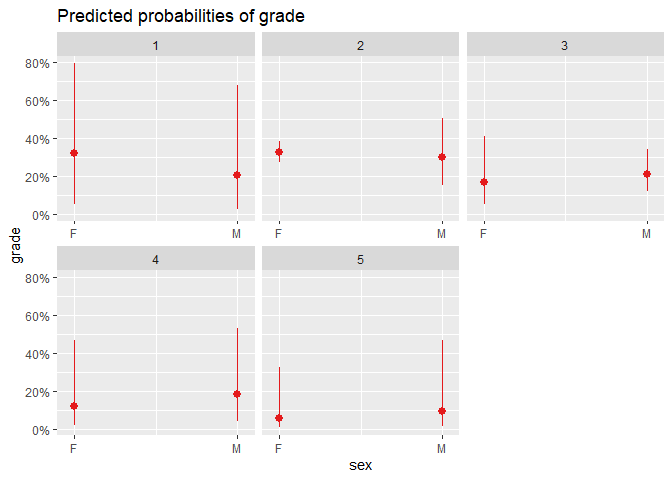 Predicted probabilities of grade
1 2 3
80%
60%
40%
20%
0%
F M F M F M
grade
4 5
80%
60%
40%
20%
0%
F M F M
sex